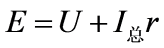 E = U + I总r